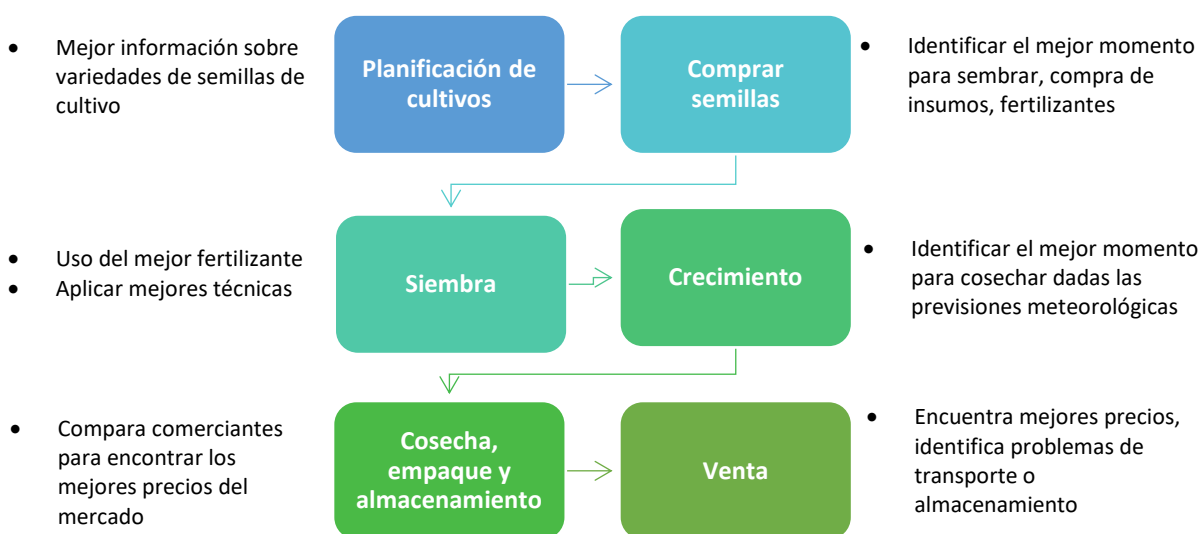 • Mejor información sobre
variedades de semillas de
cultivo
Planificación de
cultivos
Comprar
semillas
• Identificar el mejor momento
para sembrar, compra de
insumos, fertilizantes
• Uso del mejor fertilizante
• Aplicar mejores técnicas
Siembra
Crecimiento
• Identificar el mejor momento
para cosechar dadas las
previsiones meteorológicas
• Compara comerciantes
para encontrar los
mejores precios del
mercado
Cosecha,
empaque y
almacenamiento
Venta
• Encuentra mejores precios,
identifica problemas de
transporte o
almacenamiento